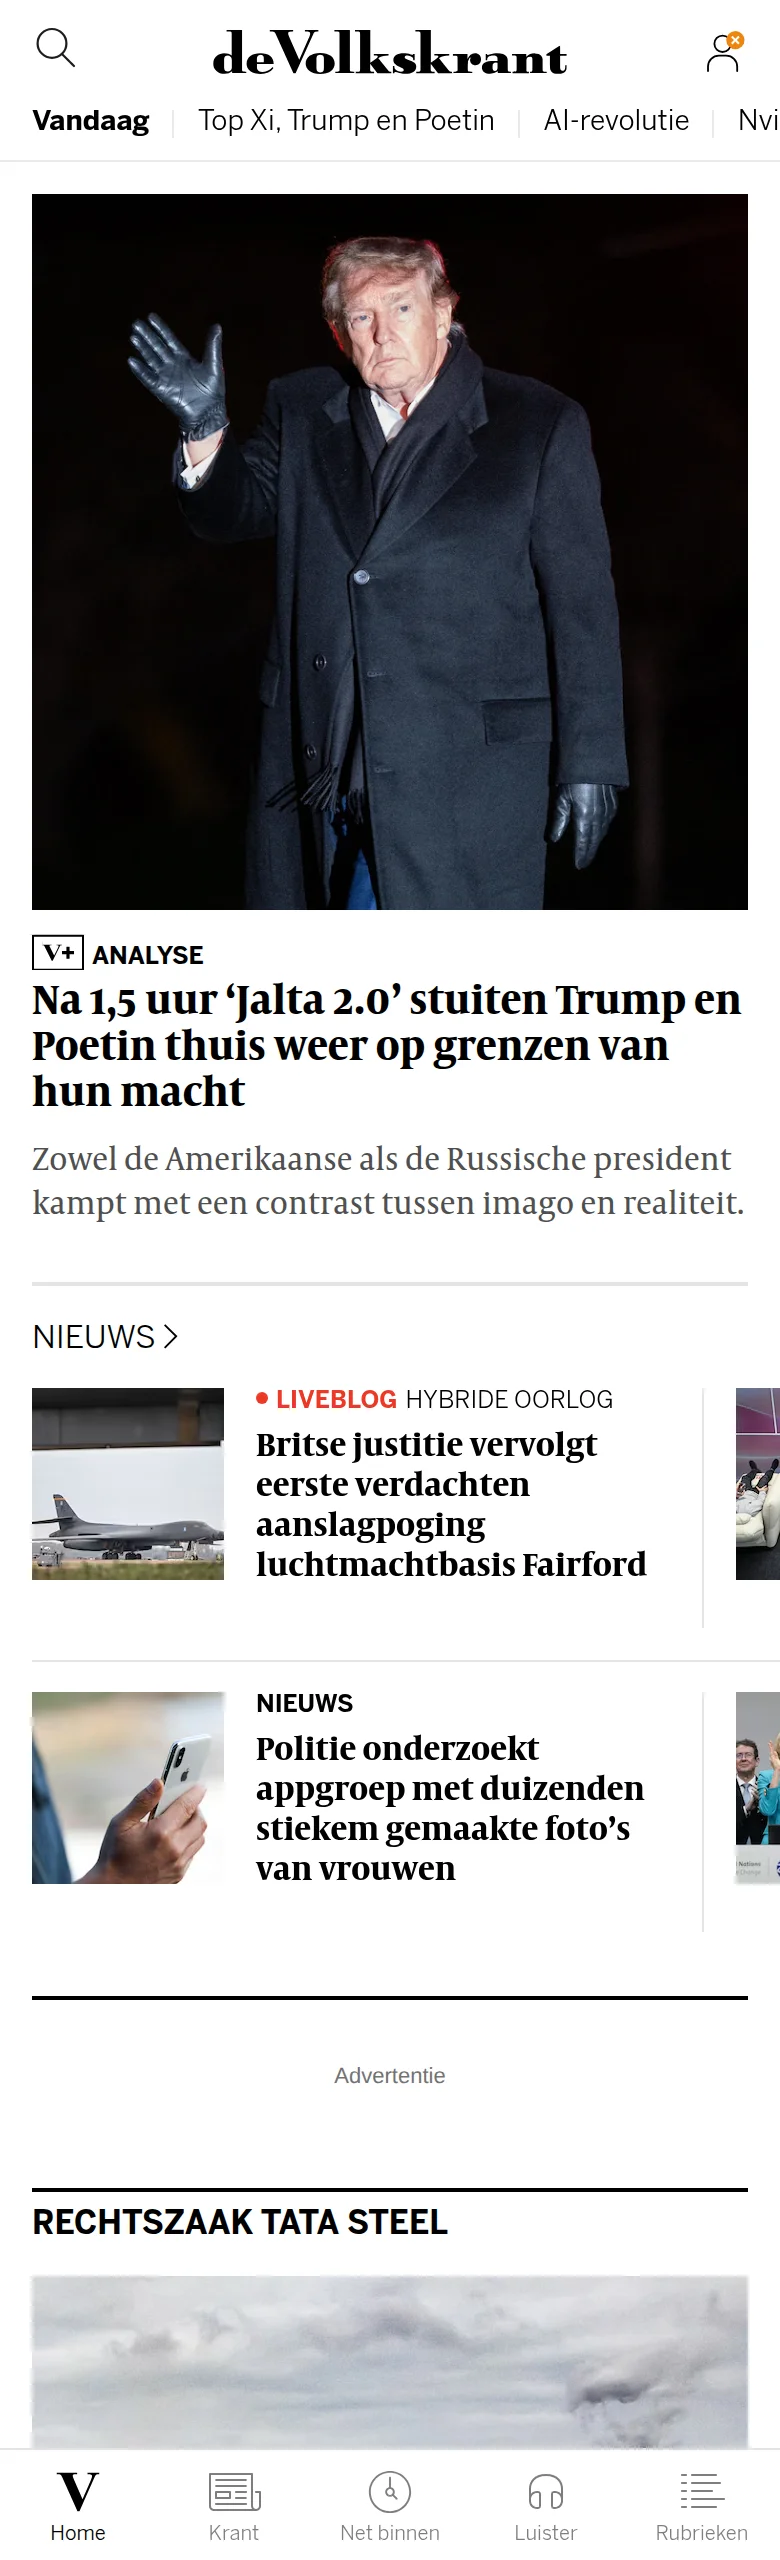 deVolkskrant
Vandaag
Top Xi, Trump en Poetin
AI-revolutie
Nvi
V+ ANALYSE
Na 1,5 uur ‘Jalta 2.0’ stuiten Trump en
Poetin thuis weer op grenzen van
hun macht
Zowel de Amerikaanse als de Russische president
kampt met een contrast tussen imago en realiteit.
NIEUWS
LIVEBLOG HYBRIDE OORLOG
Britse justitie vervolgt
eerste verdachten
aanslagpoging
luchtmachtbasis Fairford
NIEUWS
Politie onderzoekt
appgroep met duizenden
stiekem gemaakte foto’s
van vrouwen
Nations
Advertentie
RECHTSZAAK TATA STEEL
V
Home
Krant
Net binnen
Luister
Rubrieken